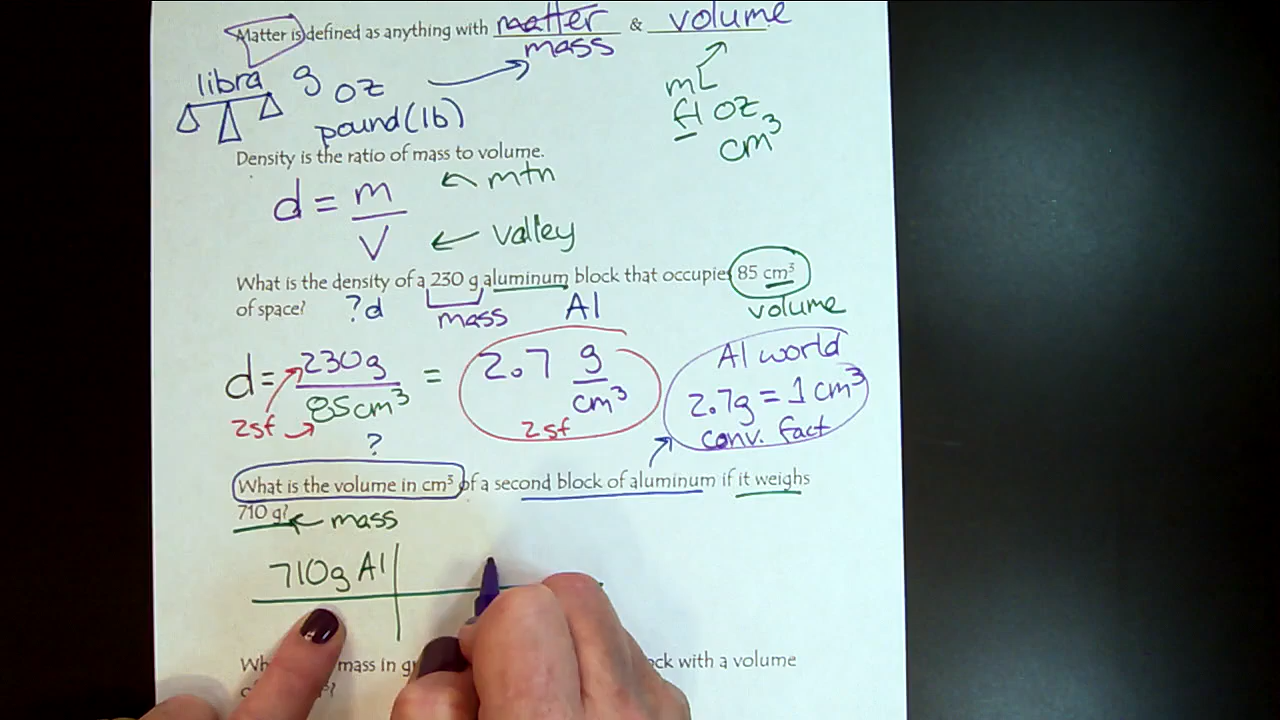 Matter is defined as anything with matter & volume
mass
libra g oz
pound (lb)
mL
fl oz
cm³
Density is the ratio of mass to volume.
d = m / V
← mtn
← valley
What is the density of a 230 g aluminum block that occupies 85 cm³
of space? ?d mass Al volume
d = 230g / 85cm³ = 2.7 g / cm³
2sf
2sf
Al world
2.7g = 1 cm³
conv. fact
?
What is the volume in cm³ of a second block of aluminum if it weighs
710 g? ← mass
710g Al
mass in
with a volume